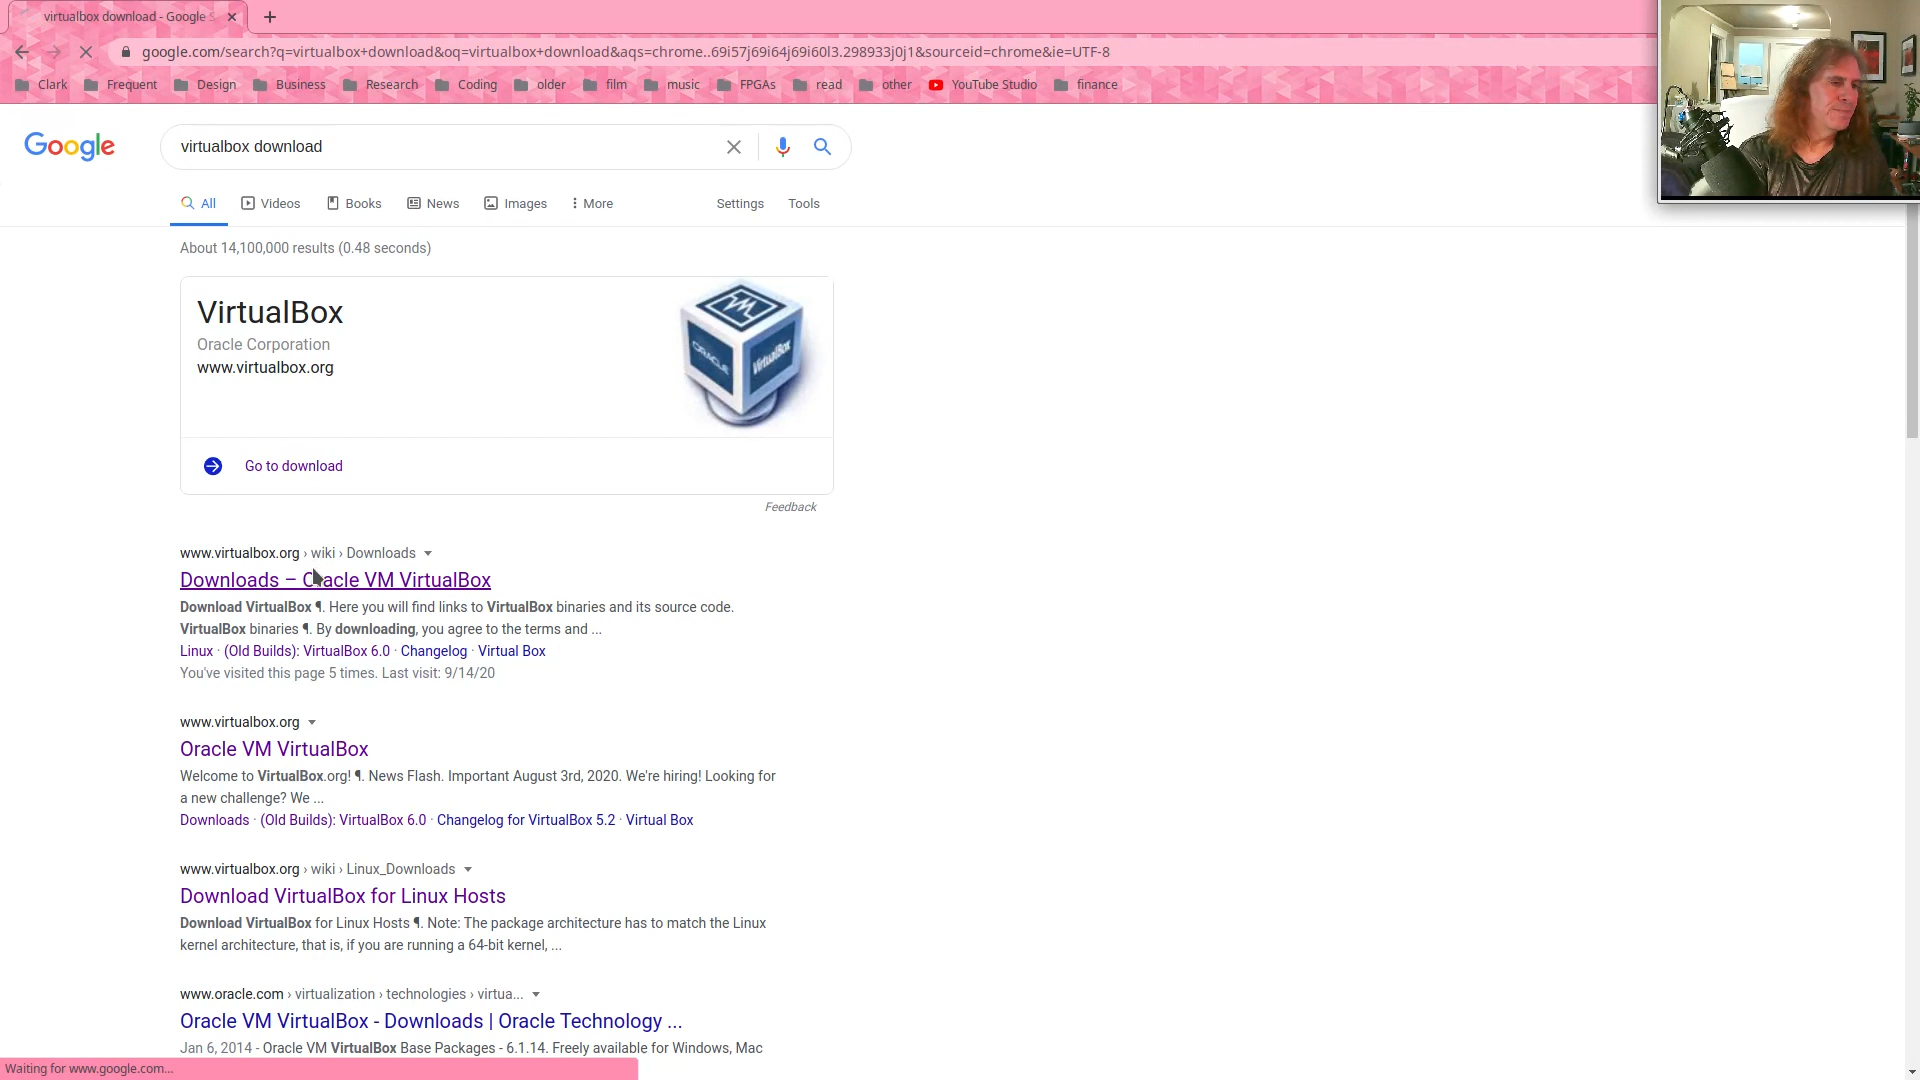 virtualbox download - Google S
google.com/search?q=virtualbox+download&oq=virtualbox+download&aqs=chrome..69i57j69i64j69i60l3.298933j0j1&sourceid=chrome&ie=UTF-8
Clark Frequent Design Business Research Coding older film music FPGAs read other YouTube Studio finance
Google
virtualbox download
All Videos Books News Images More Settings Tools
About 14,100,000 results (0.48 seconds)
VirtualBox
Oracle Corporation
www.virtualbox.org
ORACLE VirtualBox
Go to download
Feedback
www.virtualbox.org › wiki › Downloads
Downloads – Oracle VM VirtualBox
Download VirtualBox ¶. Here you will find links to VirtualBox binaries and its source code.
VirtualBox binaries ¶. By downloading, you agree to the terms and ...
Linux · (Old Builds): VirtualBox 6.0 · Changelog · Virtual Box
You've visited this page 5 times. Last visit: 9/14/20
www.virtualbox.org
Oracle VM VirtualBox
Welcome to VirtualBox.org! ¶. News Flash. Important August 3rd, 2020. We're hiring! Looking for
a new challenge? We ...
Downloads · (Old Builds): VirtualBox 6.0 · Changelog for VirtualBox 5.2 · Virtual Box
www.virtualbox.org › wiki › Linux_Downloads
Download VirtualBox for Linux Hosts
Download VirtualBox for Linux Hosts ¶. Note: The package architecture has to match the Linux
kernel architecture, that is, if you are running a 64-bit kernel, ...
www.oracle.com › virtualization › technologies › virtua...
Oracle VM VirtualBox - Downloads | Oracle Technology ...
Jan 6, 2014 - Oracle VM VirtualBox Base Packages - 6.1.14. Freely available for Windows, Mac
Waiting for www.google.com...